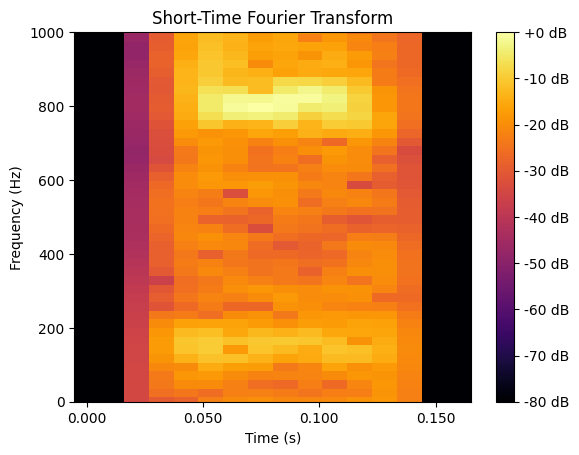 Short-Time Fourier Transform
1000
800
600
400
200
0
Frequency (Hz)
0.000
0.050
0.100
0.150
Time (s)
+0 dB
-10 dB
-20 dB
-30 dB
-40 dB
-50 dB
-60 dB
-70 dB
-80 dB